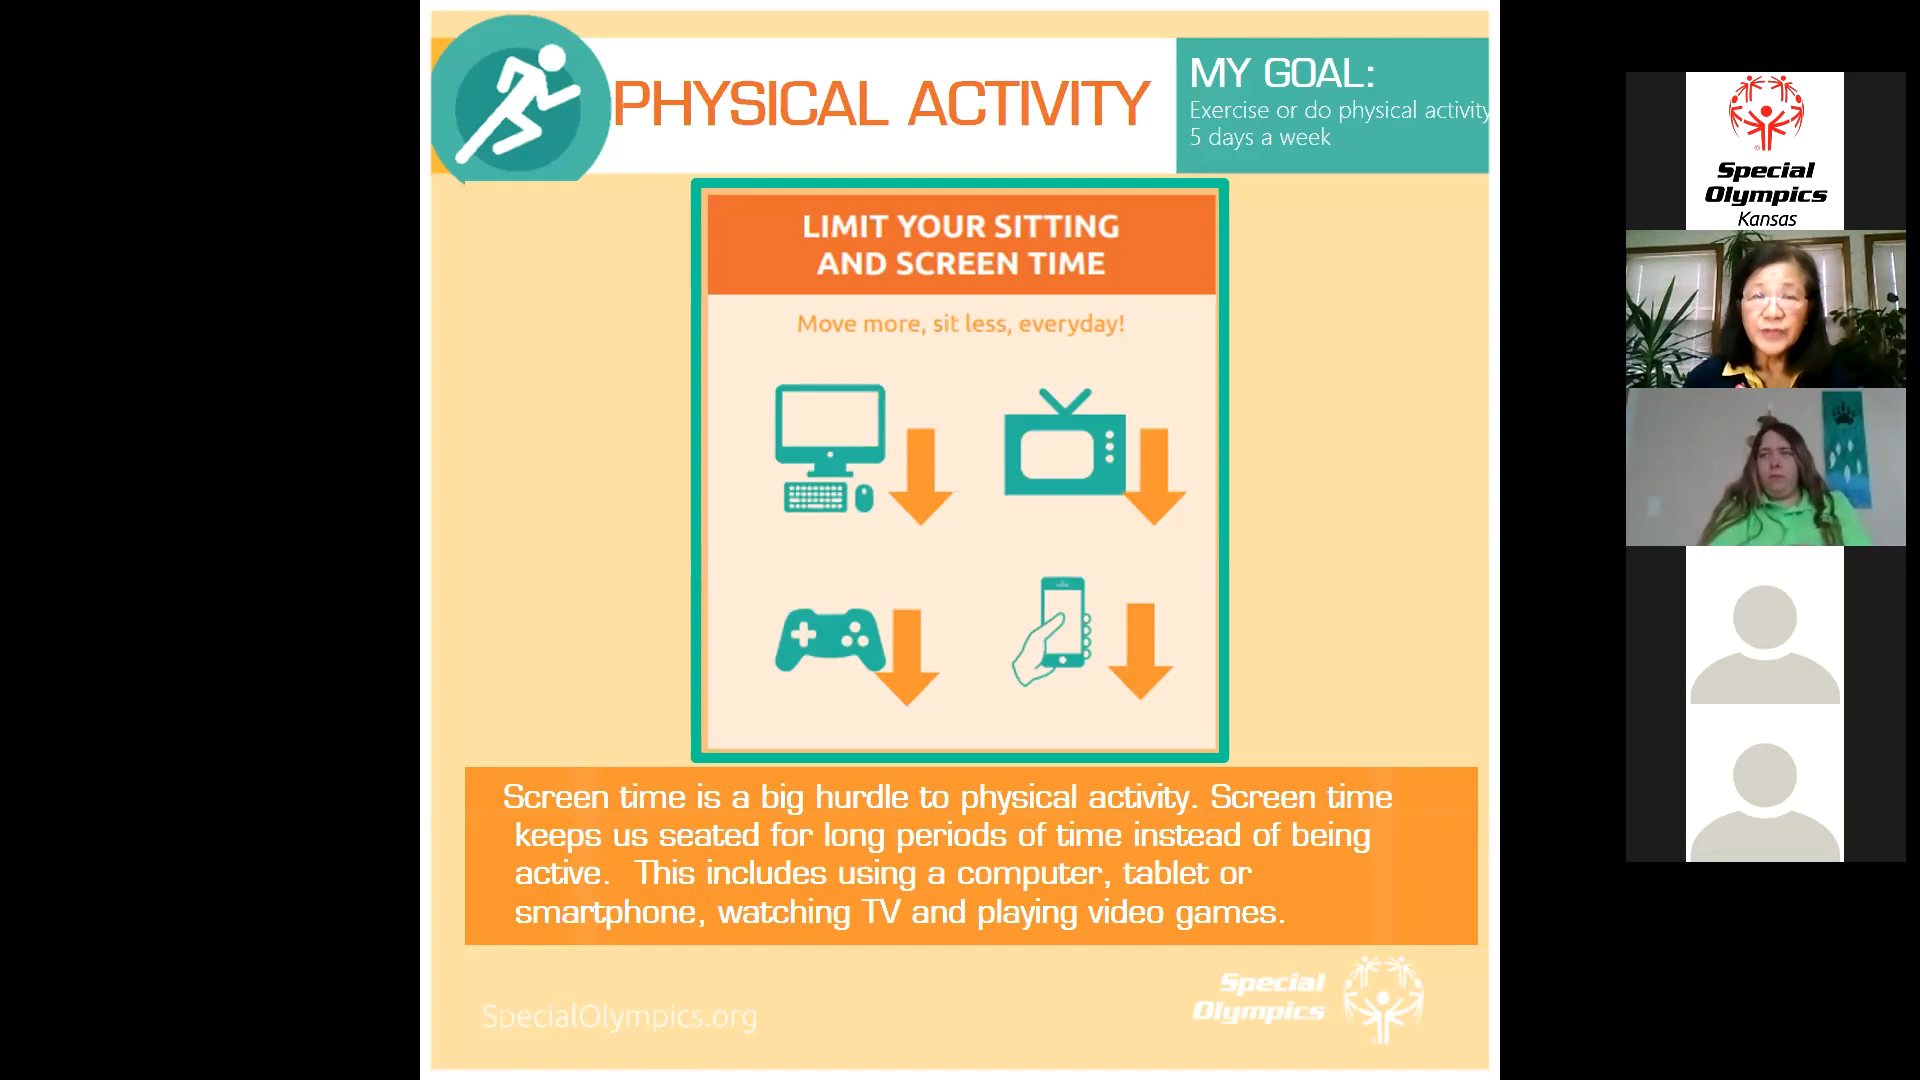 PHYSICAL ACTIVITY
MY GOAL:
Exercise or do physical activity
5 days a week
LIMIT YOUR SITTING
AND SCREEN TIME
Move more, sit less, everyday!
Screen time is a big hurdle to physical activity. Screen time
keeps us seated for long periods of time instead of being
active. This includes using a computer, tablet or
smartphone, watching TV and playing video games.
SpecialOlympics.org
Special
Olympics
Special
Olympics
Kansas